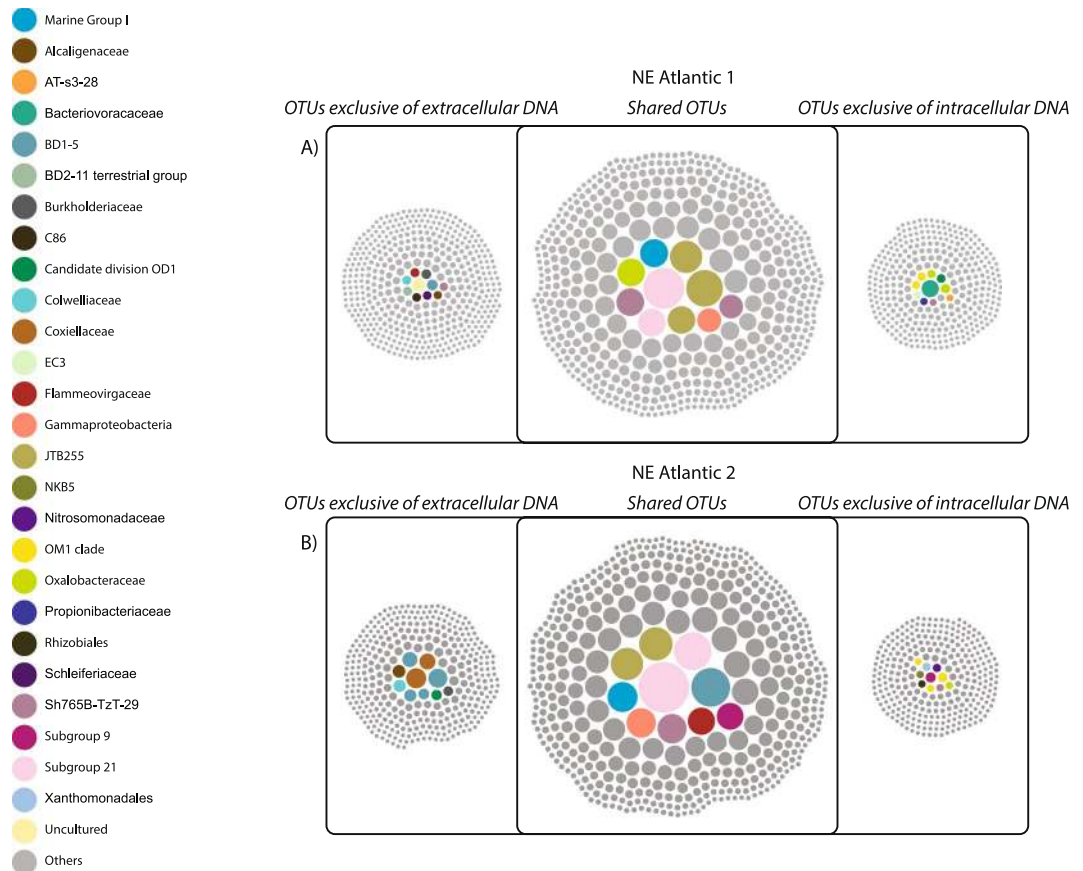 Marine Group I
Alcaligenaceae
AT-s3-28
Bacteriovoracaceae
BD1-5
BD2-11 terrestrial group
Burkholderiaceae
C86
Candidate division OD1
Colwelliaceae
Coxiellaceae
EC3
Flammeovirgaceae
Gammaproteobacteria
JTB255
NKB5
Nitrosomonadaceae
OM1 clade
Oxalobacteraceae
Propionibacteriaceae
Rhizobiales
Schleiferiaceae
Sh765B-TzT-29
Subgroup 9
Subgroup 21
Xanthomonadales
Uncultured
Others
NE Atlantic 1
OTUs exclusive of extracellular DNA Shared OTUs OTUs exclusive of intracellular DNA
A)
NE Atlantic 2
OTUs exclusive of extracellular DNA Shared OTUs OTUs exclusive of intracellular DNA
B)